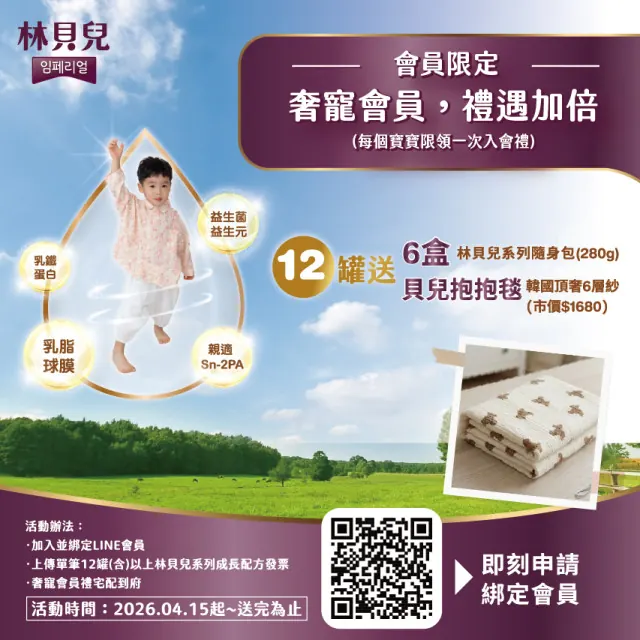 林貝兒
임페리얼
會員限定
奢寵會員，禮遇加倍
(每個寶寶限領一次入會禮)
益生菌
益生元
乳鐵
蛋白
乳脂
球膜
親適
Sn-2PA
12罐送
6盒 林貝兒系列隨身包(280g)
貝兒抱抱毯 韓國頂奢6層紗
(市價$1680)
活動辦法：
·加入並綁定LINE會員
·上傳單筆12罐(含)以上林貝兒系列成長配方發票
·奢寵會員禮宅配到府
活動時間：2026.04.15起~送完為止
即刻申請
綁定會員